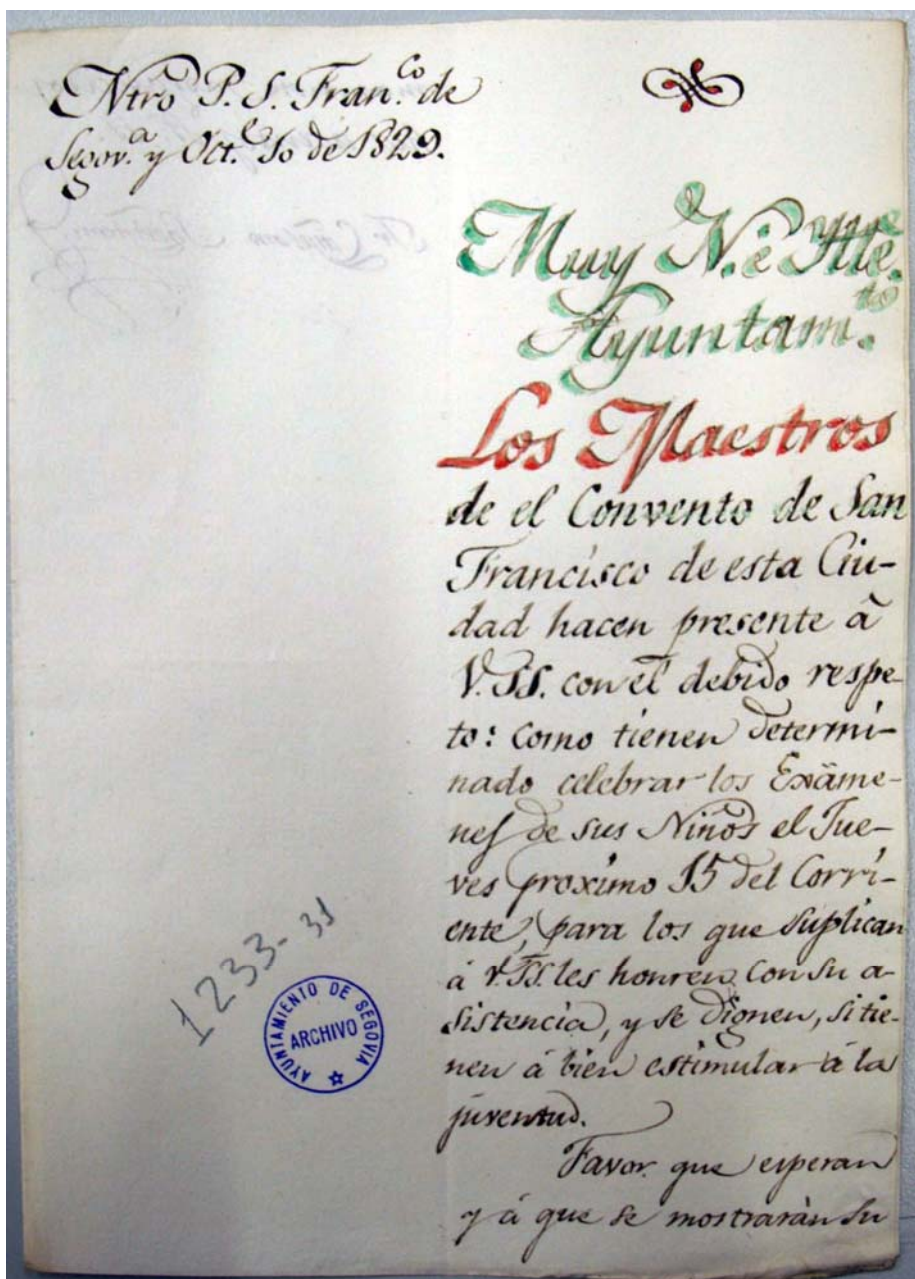 Ntro P. S. Fran.co de
Segov.a y Oct.e 10 de 1829.
Muy N. é Ylle.
Ayuntam.to
Los Maestros
de el Convento de San
Francisco de esta Ciu-
dad hacen presente á
V.SS. con el debido respe-
to: como tienen determi-
nado celebrar los Exâme-
nes de sus Niños el Jue-
ves proximo 15 del Corri-
ente, para los que suplican
á V.SS. les honren con su a-
sistencia, y se dignen, si tie-
nen á bien estimular á la
juventud.
Favor que esperan
y á que se mostrarán su
1233-31
AYUNTAMIENTO DE SEGOVIA
ARCHIVO